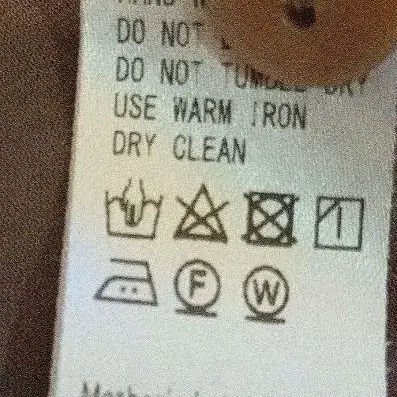 DO NOT
DO NOT TUMBLE DRY
USE WARM IRON
DRY CLEAN
F W